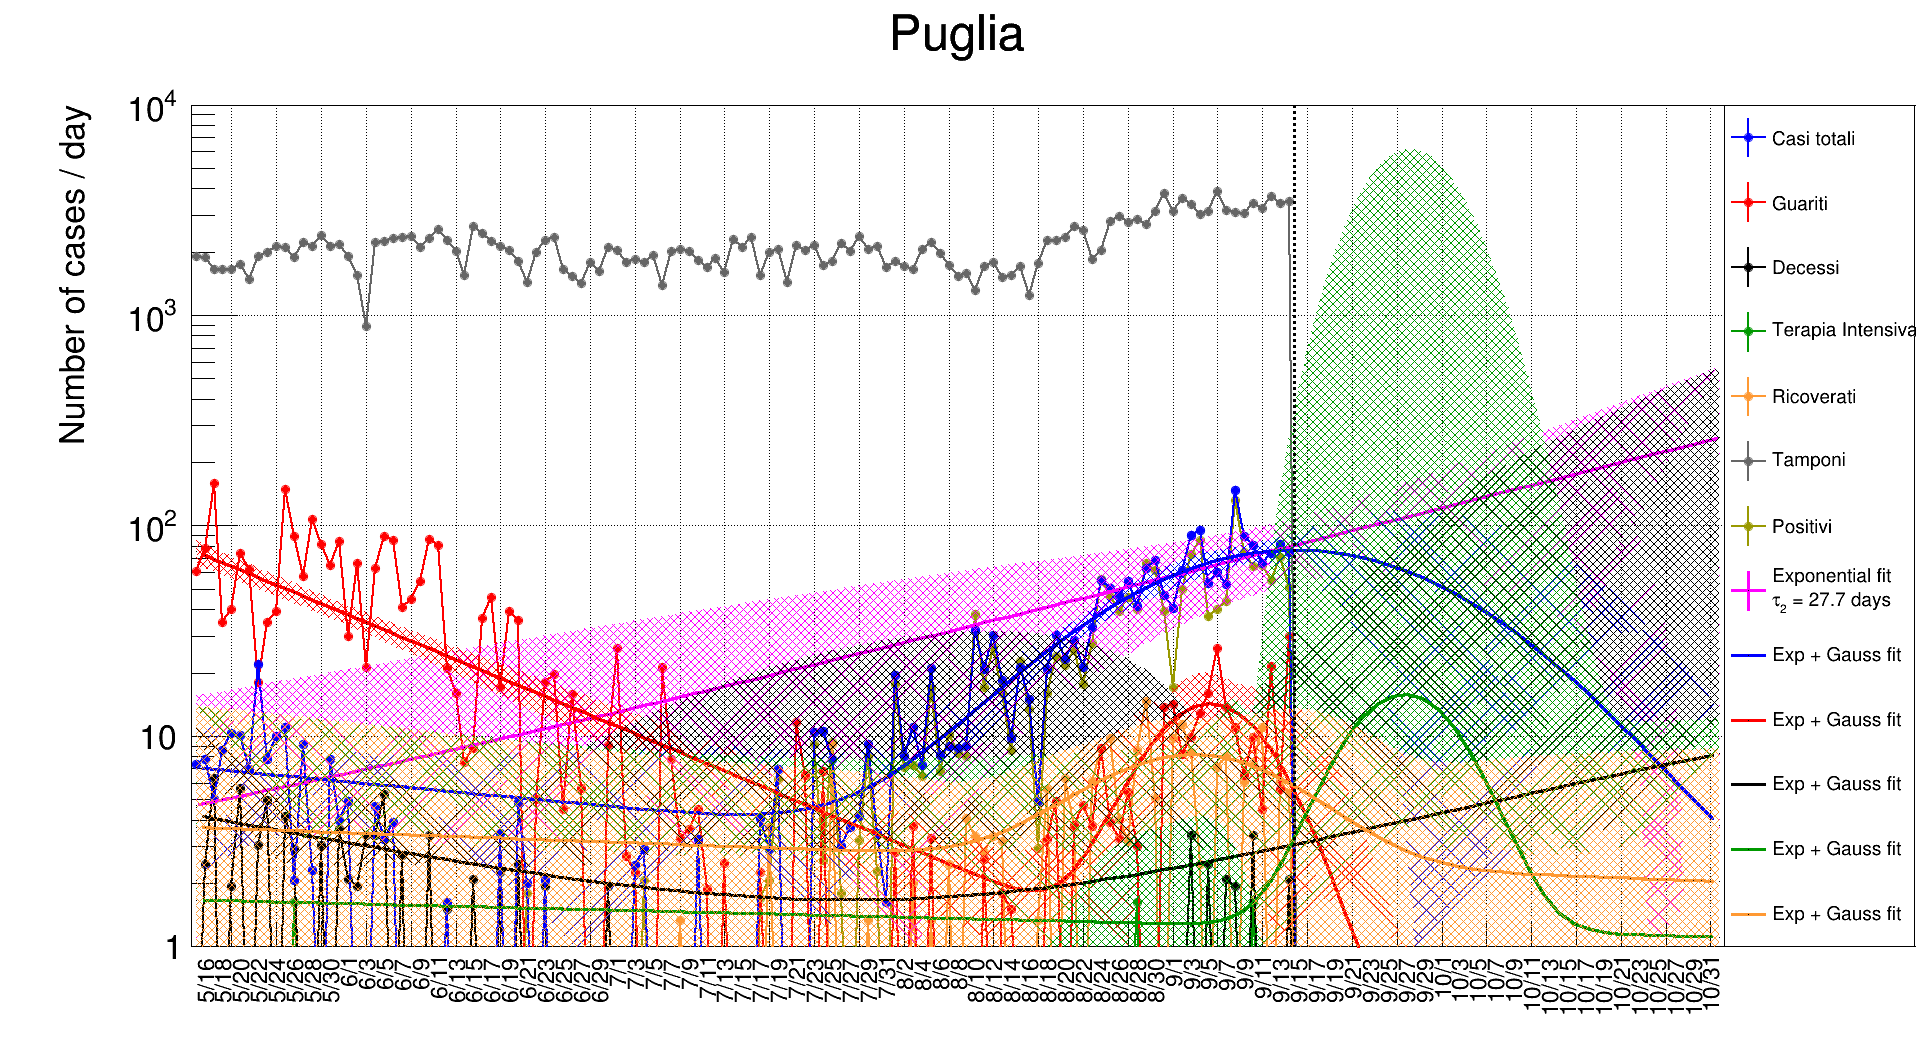 Puglia
Number of cases / day
10^4
10^3
10^2
10
1
5/16 5/18 5/20 5/22 5/24 5/26 5/28 5/30 6/1 6/3 6/5 6/7 6/9 6/11 6/13 6/15 6/17 6/19 6/21 6/23 6/25 6/27 6/29 7/1 7/3 7/5 7/7 7/9 7/11 7/13 7/15 7/17 7/19 7/21 7/23 7/25 7/27 7/29 7/31 8/2 8/4 8/6 8/8 8/10 8/12 8/14 8/16 8/18 8/20 8/22 8/24 8/26 8/28 8/30 9/1 9/3 9/5 9/7 9/9 9/11 9/13 9/15 9/17 9/19 9/21 9/23 9/25 9/27 9/29 10/1 10/3 10/5 10/7 10/9 10/11 10/13 10/15 10/17 10/19 10/21 10/23 10/25 10/27 10/29 10/31
Casi totali
Guariti
Decessi
Terapia Intensiva
Ricoverati
Tamponi
Positivi
Exponential fit
τ₂ = 27.7 days
Exp + Gauss fit
Exp + Gauss fit
Exp + Gauss fit
Exp + Gauss fit
Exp + Gauss fit